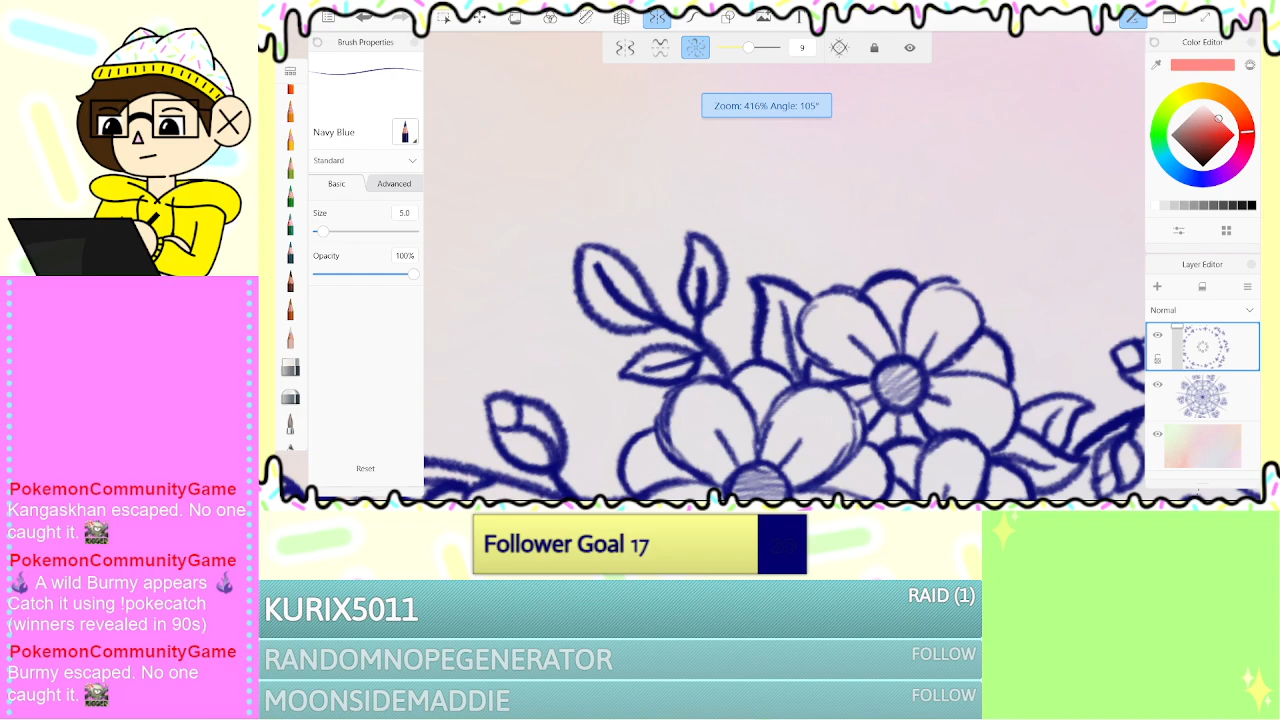 Brush Properties
Navy Blue
Standard
Basic
Advanced
Size
5.0
Opacity
100%
Reset
9
Zoom: 416% Angle: 105°
Color Editor
Layer Editor
Normal
PokemonCommunityGame
Kangaskhan escaped. No one
caught it.
PokemonCommunityGame
A wild Burmy appears
Catch it using !pokecatch
(winners revealed in 90s)
PokemonCommunityGame
Burmy escaped. No one
caught it.
Follower Goal 17
KURIX5011
RAID (1)
RANDOMNOPEGENERATOR
FOLLOW
MOONSIDEMADDIE
FOLLOW